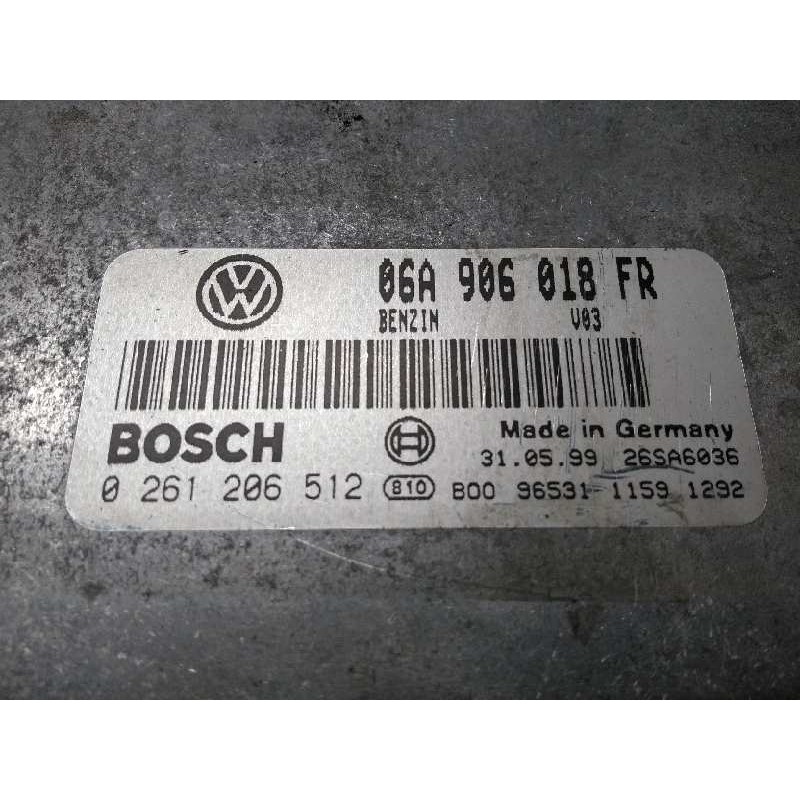 06A 906 018 FR
BENZIN V03
BOSCH
Made in Germany
31.05.99 26SA6036
0 261 206 512 810 B00 96531 1159 1292